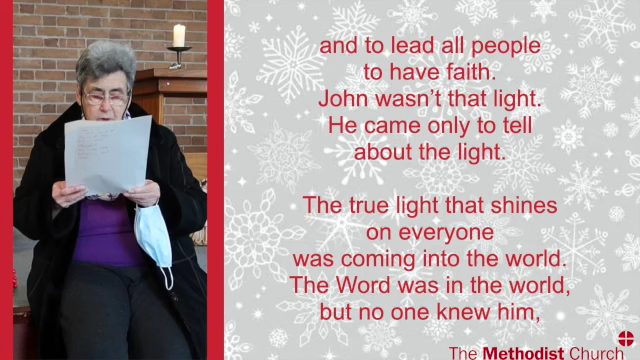 and to lead all people
to have faith.
John wasn't that light.
He came only to tell
about the light.
The true light that shines
on everyone
was coming into the world.
The Word was in the world,
but no one knew him,
The Methodist Church